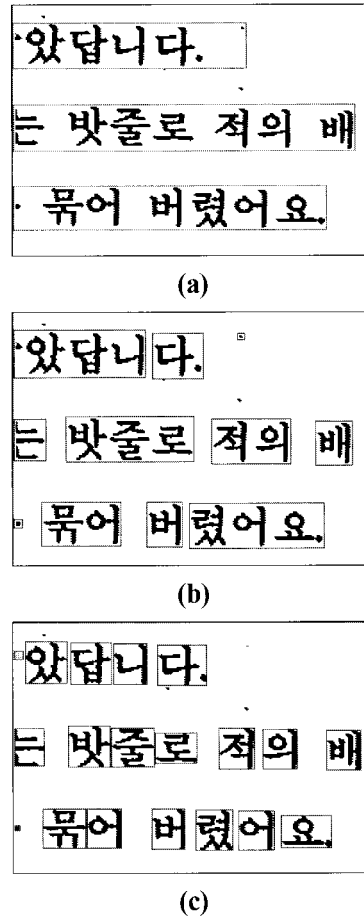 았답니다.
는 밧줄로 적의 배
묶어 버렸어요.
(a)
았답니다.
는 밧줄로 적의 배
묶어 버렸어요.
(b)
았답니다.
는 밧줄로 적의 배
묶어 버렸어요.
(c)